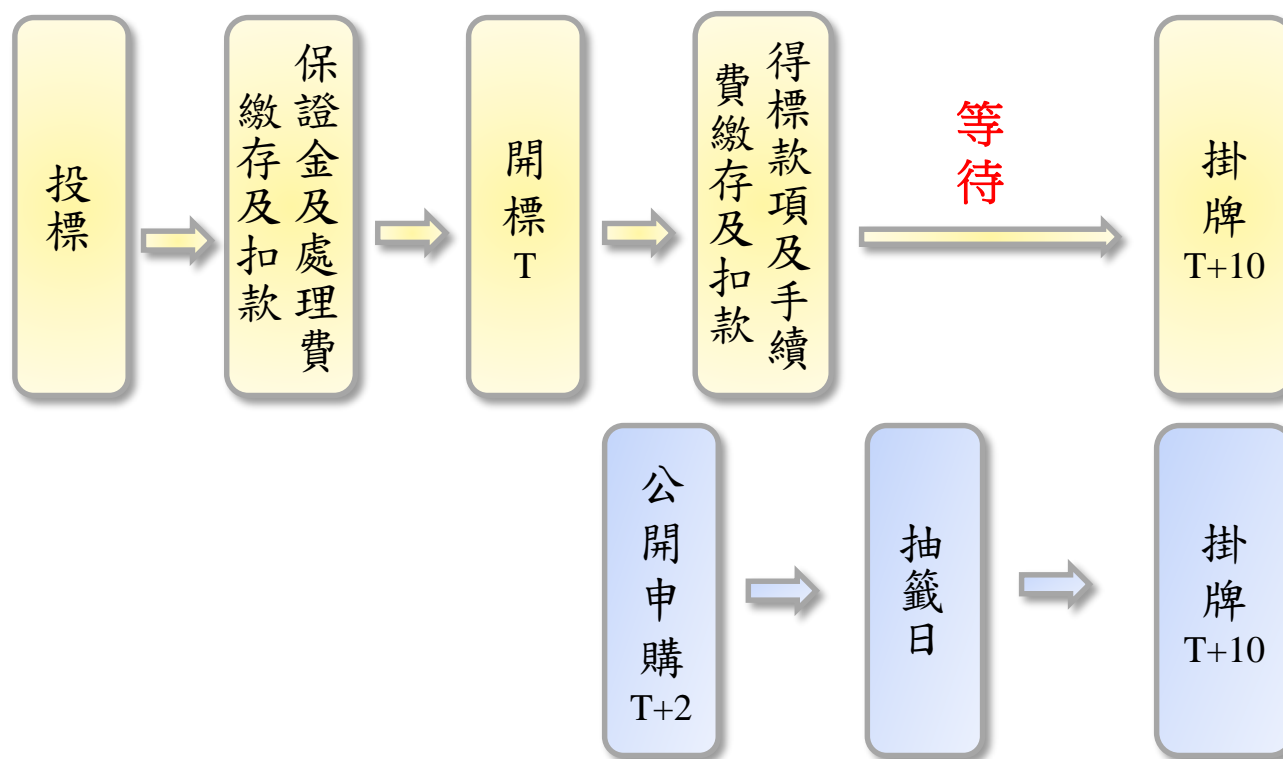 投標
保證金及處理費
繳存及扣款
開標
T
得標款項及手續
費繳存及扣款
等待
掛牌
T+10
公開申購
T+2
抽籤日
掛牌
T+10